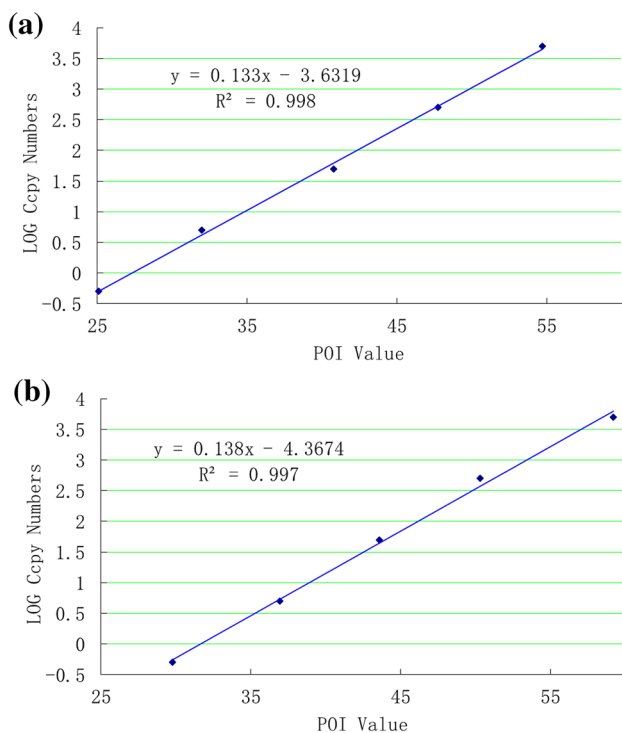 (a)
4
3.5
3
2.5
2
1.5
1
0.5
0
-0.5
LOG Ccpy Numbers
y = 0.133x - 3.6319
R² = 0.998
25 35 45 55
POI Value
(b)
4
3.5
3
2.5
2
1.5
1
0.5
0
-0.5
LOG Ccpy Numbers
y = 0.138x - 4.3674
R² = 0.997
25 35 45 55
POI Value